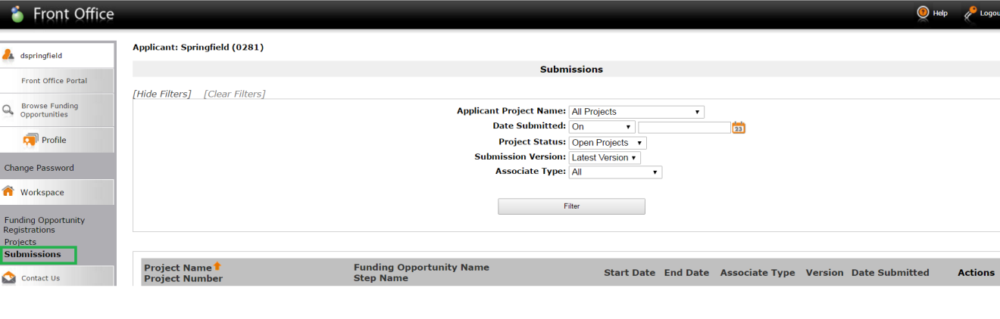 Front Office
Help
Logou
dspringfield
Front Office Portal
Browse Funding
Opportunities
Profile
Change Password
Workspace
Funding Opportunity
Registrations
Projects
Submissions
Contact Us
Applicant: Springfield (0281)
Submissions
[Hide Filters] [Clear Filters]
Applicant Project Name: All Projects
Date Submitted: On
23
Project Status: Open Projects
Submission Version: Latest Version
Associate Type: All
Filter
Project Name Funding Opportunity Name Start Date End Date Associate Type Version Date Submitted Actions
Project Number Step Name